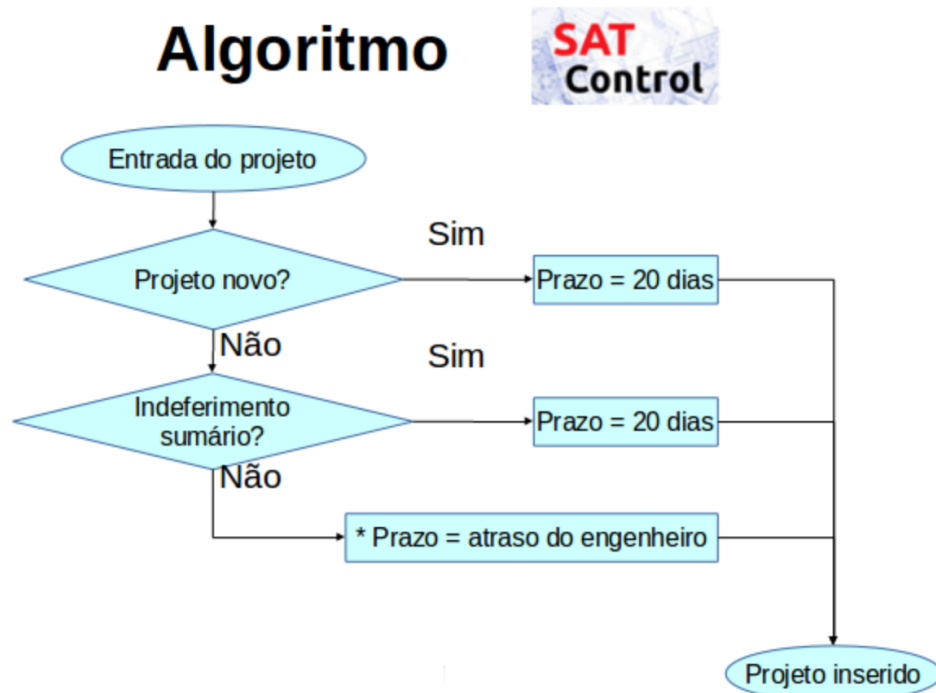 Algoritmo
SAT
Control
Entrada do projeto
Sim
Projeto novo?
Prazo = 20 dias
Não
Sim
Indeferimento
sumário?
Prazo = 20 dias
Não
* Prazo = atraso do engenheiro
Projeto inserido